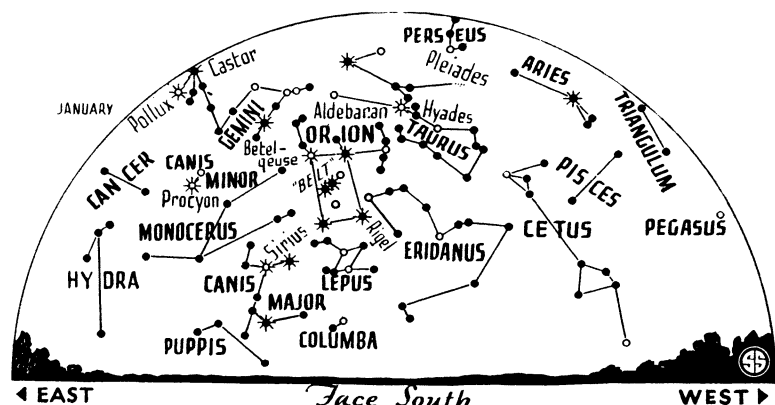 PERSEUS
Castor
Pleiades
ARIES
JANUARY
Pollux
GEMINI
Aldebaran
Hyades
TRIANGULUM
ORION
TAURUS
Betel-
geuse
CANCER
CANIS
MINOR
"BELT"
PISCES
Procyon
MONOCERUS
Sirius
Rigel
ERIDANUS
CETUS
PEGASUS
HYDRA
CANIS
MAJOR
LEPUS
PUPPIS
COLUMBA
SS
EAST
Face South
WEST